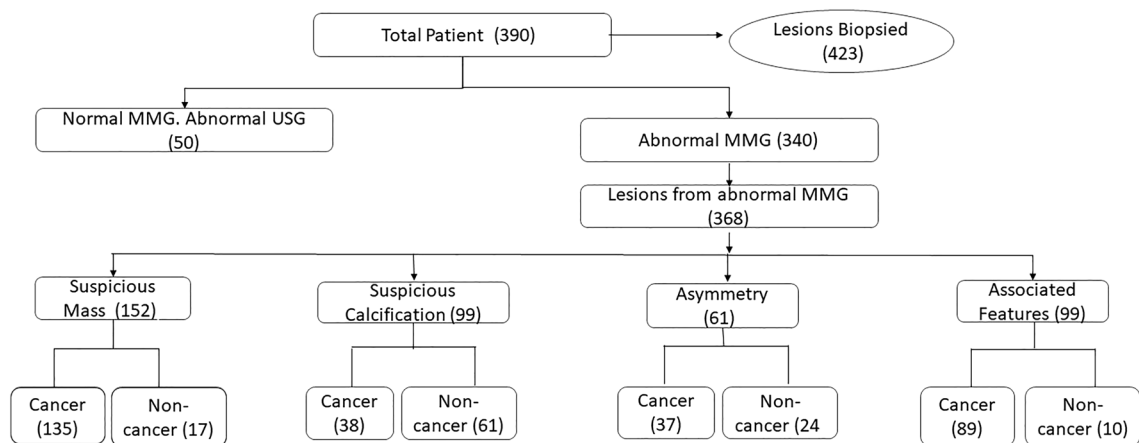 Total Patient (390)
Lesions Biopsied
(423)
Normal MMG. Abnormal USG
(50)
Abnormal MMG (340)
Lesions from abnormal MMG
(368)
Suspicious
Mass (152)
Suspicious
Calcification (99)
Asymmetry
(61)
Associated
Features (99)
Cancer
(135)
Non-
cancer (17)
Cancer
(38)
Non-
cancer (61)
Cancer
(37)
Non-
cancer (24
Cancer
(89)
Non-
cancer (10)